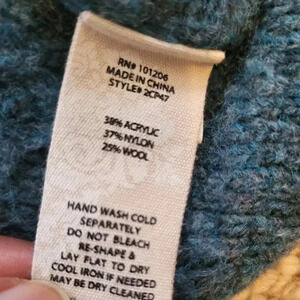 RN# 101206
MADE IN CHINA
STYLE# 2CP47
38% ACRYLIC
37% NYLON
25% WOOL
HAND WASH COLD
SEPARATELY
DO NOT BLEACH
RE-SHAPE &
LAY FLAT TO DRY
COOL IRON IF NEEDED
MAY BE DRY CLEANED